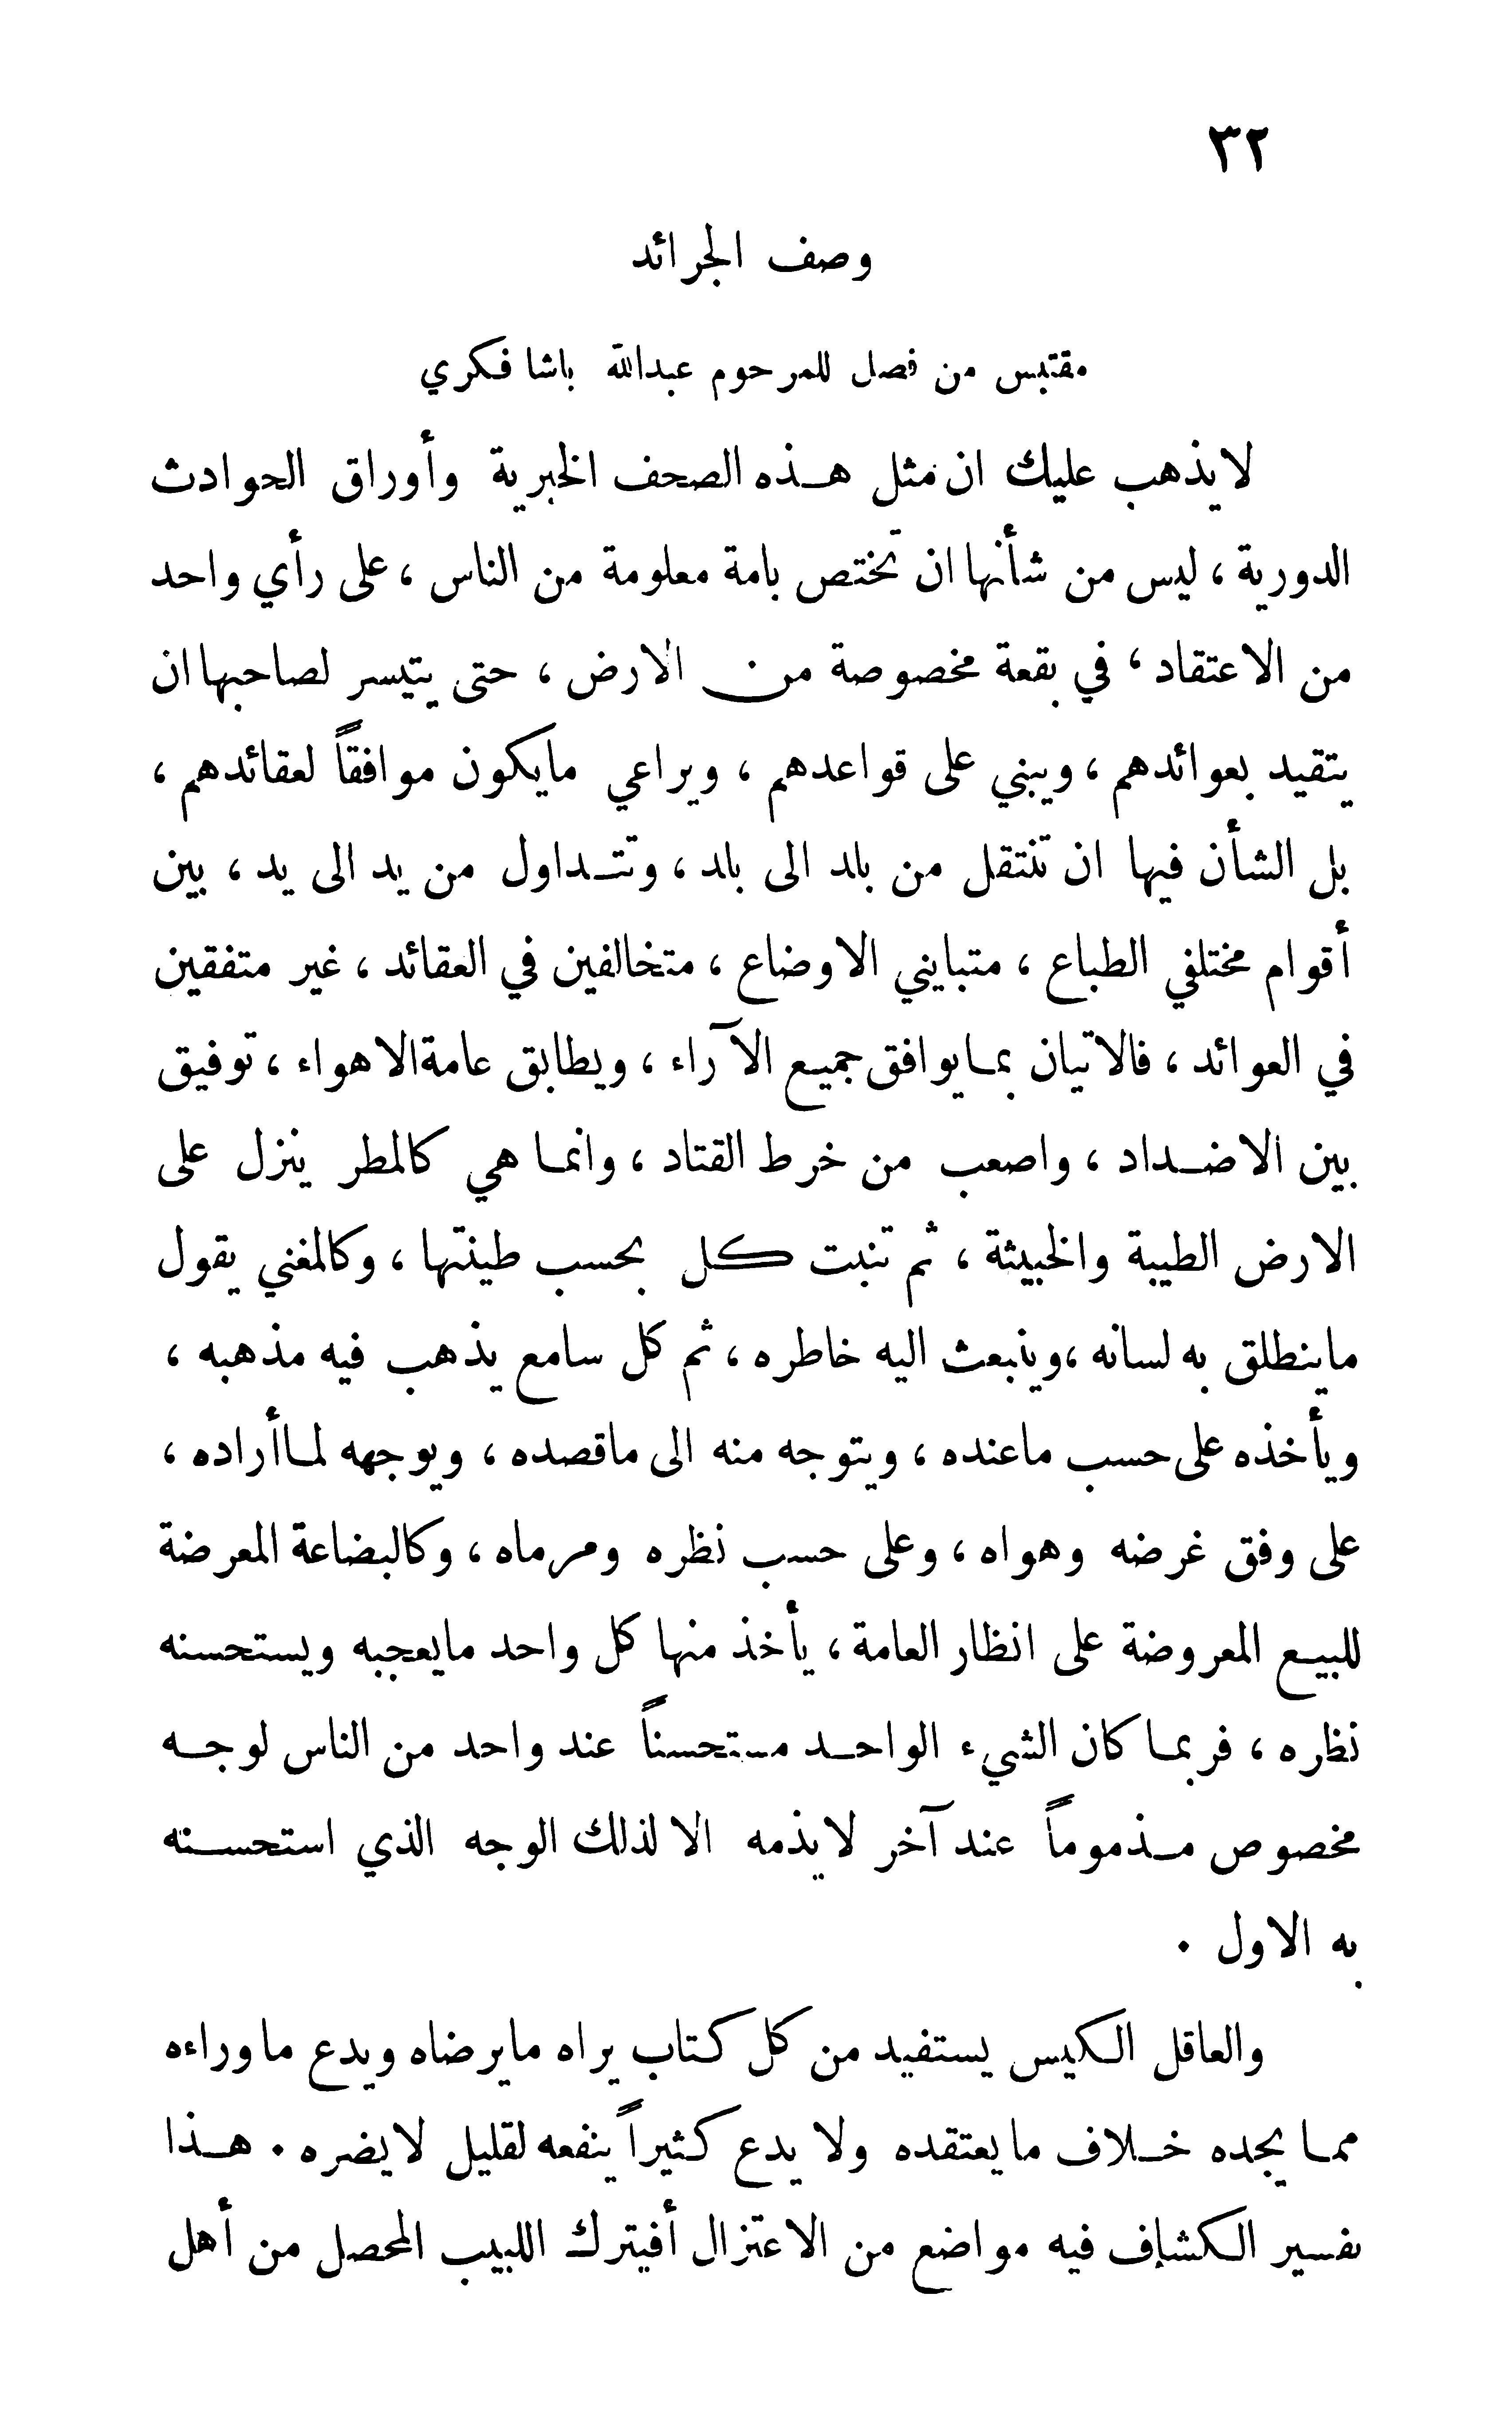 ٣٢
وصف الجرائد
مقتبس من فصل للمرحوم عبدالله باشا فكري
لايذهب عليك ان مثل هذه الصحف الخبرية وأوراق الحوادث
الدورية ، ليس من شأنها ان تختص بامة معلومة من الناس ، على رأي واحد
من الاعتقاد ، في بقعة مخصوصة من الارض ، حتى يتيسر لصاحبها ان
يتقيد بعوائدهم ، ويبني على قواعدهم ، ويراعي مايكون موافقاً لعقائدهم ،
بل الشأن فيها ان تنتقل من بلد الى بلد ، وتتداول من يد الى يد ، بين
أقوام مختلفي الطباع ، متبايني الاوضاع ، متخالفين في العقائد ، غير متفقين
في العوائد ، فالاتيان بمايوافق جميع الآراء ، ويطابق عامةالاهواء ، توفيق
بين الاضداد ، واصعب من خرط القتاد ، وانما هي كالمطر ينزل على
الارض الطيبة والخبيثة ، ثم تنبت كل بحسب طينتها ، وكالمغني يقول
ماينطلق به لسانه ،وينبعث اليه خاطره ، ثم كل سامع يذهب فيه مذهبه ،
ويأخذه على حسب ماعنده ، ويتوجه منه الى ماقصده ، ويوجهه لماأراده ،
على وفق غرضه وهواه ، وعلى حسب نظره ومرماه ، وكالبضاعة المعرضة
للبيع المعروضة على انظار العامة ، يأخذ منها كل واحد مايعجبه ويستحسنه
نظره ، فربما كان الشيء الواحد مستحسناً عند واحد من الناس لوجه
مخصوص مذموماً عند آخر لايذمه الا لذلك الوجه الذي استحسنه
به الاول .
والعاقل الكيس يستفيد من كل كتاب يراه مايرضاه ويدع ماوراءه
مما يجده خلاف مايعتقده ولا يدع كثيراً ينفعه لقليل لايضره . هذا
تفسير الكشاف فيه مواضع من الاعتزال أفيترك اللبيب المحصل من أهل